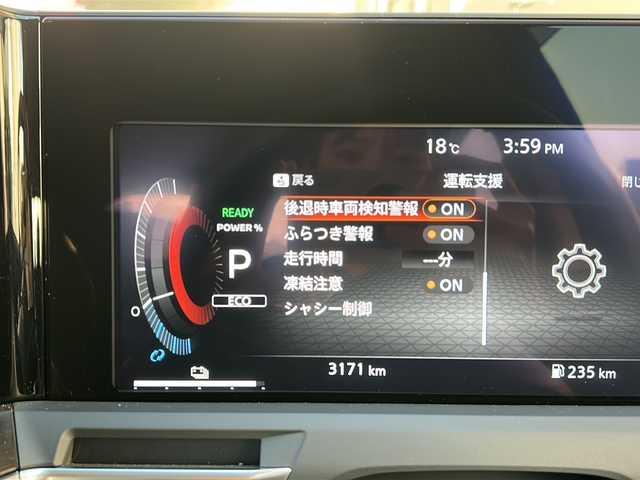 18℃ 3:59 PM
戻る 運転支援 閉じ
後退時車両検知警報 ON
ふらつき警報 ON
走行時間 ---分
凍結注意 ON
シャシー制御
READY
POWER %
P
ECO
0
3171 km 235 km